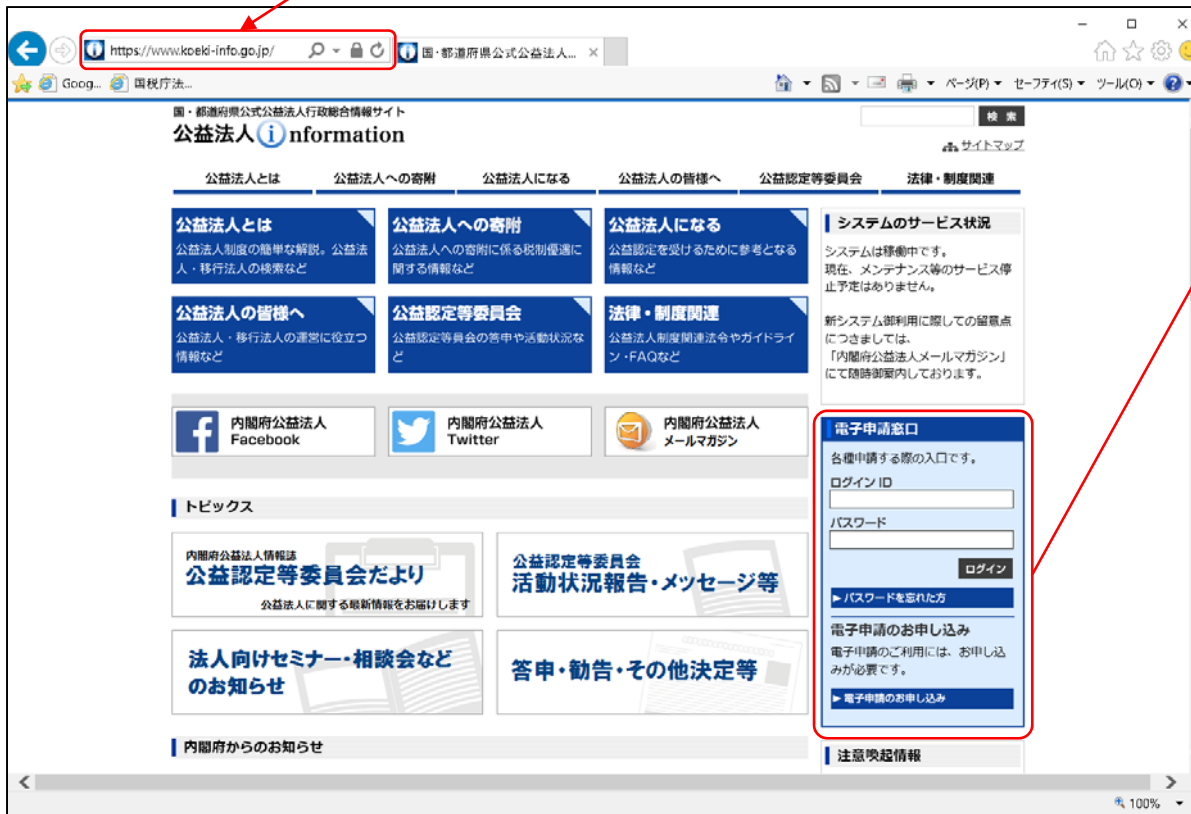 https://www.koeki-info.go.jp/
国・都道府県公式公益法人...
Goog...
国税庁法...
ページ(P)
セーフティ(S)
ツール(O)
国・都道府県公式公益法人行政総合情報サイト
公益法人 i nformation
検 索
サイトマップ
公益法人とは
公益法人への寄附
公益法人になる
公益法人の皆様へ
公益認定等委員会
法律・制度関連
公益法人とは
公益法人制度の簡単な解説。公益法
人・移行法人の検索など
公益法人への寄附
公益法人への寄附に係る税制優遇に
関する情報など
公益法人になる
公益認定を受けるために参考となる
情報など
公益法人の皆様へ
公益法人・移行法人の運営に役立つ
情報など
公益認定等委員会
公益認定等員会の答申や活動状況な
ど
法律・制度関連
公益法人制度関連法令やガイドライ
ン・FAQなど
システムのサービス状況
システムは稼働中です。
現在、メンテナンス等のサービス停
止予定はありません。
新システム御利用に際しての留意点
につきましては、
「内閣府公益法人メールマガジン」
にて随時御案内しております。
内閣府公益法人
Facebook
内閣府公益法人
Twitter
内閣府公益法人
メールマガジン
電子申請窓口
各種申請する際の入口です。
ログイン ID
パスワード
ログイン
パスワードを忘れた方
電子申請のお申し込み
電子申請のご利用には、お申し込
みが必要です。
電子申請のお申し込み
トピックス
内閣府公益法人情報誌
公益認定等委員会だより
公益法人に関する最新情報をお届けします
公益認定等委員会
活動状況報告・メッセージ等
法人向けセミナー・相談会など
のお知らせ
答申・勧告・その他決定等
内閣府からのお知らせ
注意喚起情報
100%